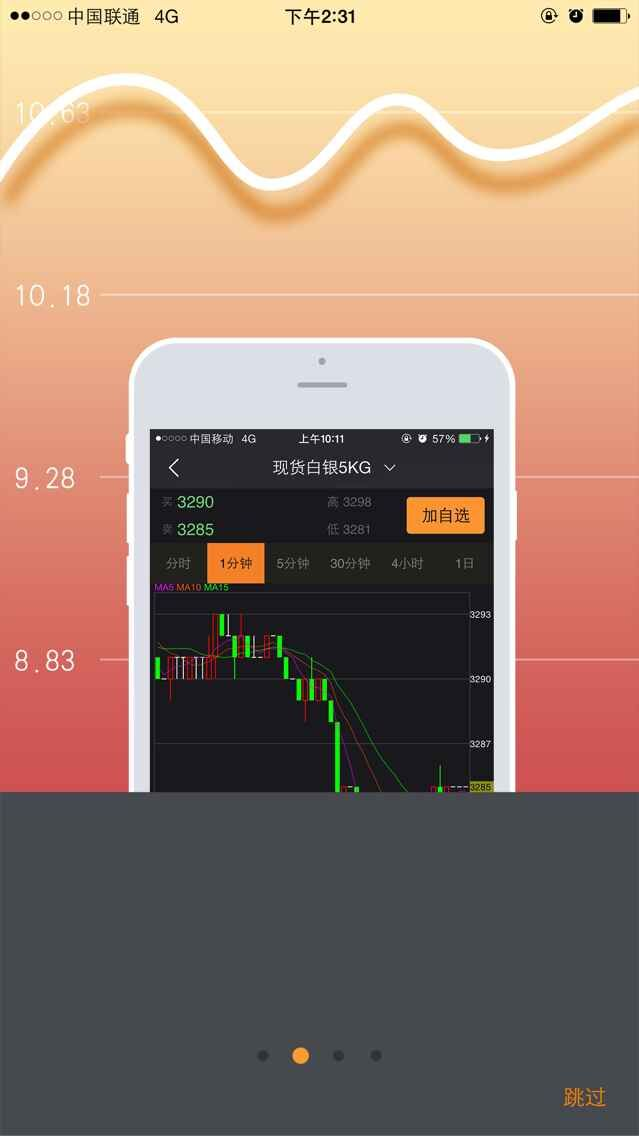 中国联通 4G 下午2:31
10.63
10.18
9.28
8.83
中国移动 4G 上午10:11 57%
现货白银5KG
买 3290 高 3298
卖 3285 低 3281
加自选
分时 1分钟 5分钟 30分钟 4小时 1日
MA5 MA10 MA15
3293
3290
3287
3285
跳过